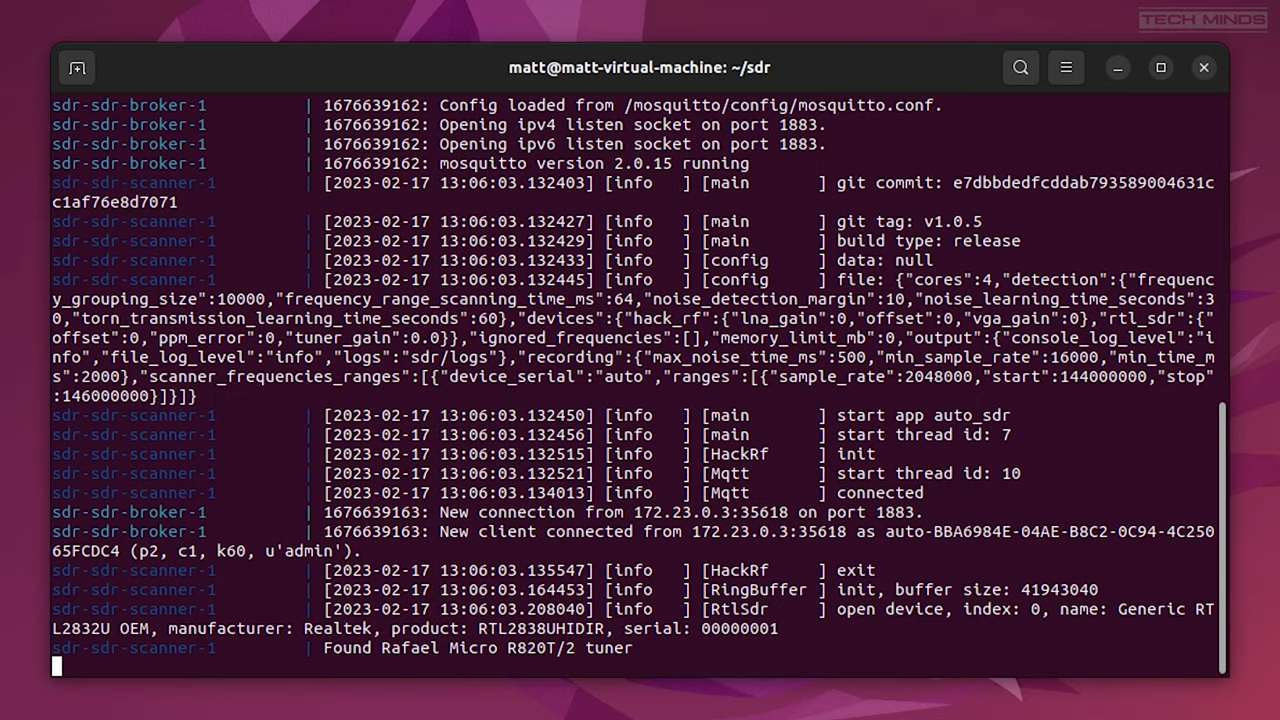 TECH MINDS
matt@matt-virtual-machine: ~/sdr
sdr-sdr-broker-1 | 1676639162: Config loaded from /mosquitto/config/mosquitto.conf.
sdr-sdr-broker-1 | 1676639162: Opening ipv4 listen socket on port 1883.
sdr-sdr-broker-1 | 1676639162: Opening ipv6 listen socket on port 1883.
sdr-sdr-broker-1 | 1676639162: mosquitto version 2.0.15 running
sdr-sdr-scanner-1 | [2023-02-17 13:06:03.132403] [info ] [main ] git commit: e7dbbdedfcddab793589004631c
c1af76e8d7071
sdr-sdr-scanner-1 | [2023-02-17 13:06:03.132427] [info ] [main ] git tag: v1.0.5
sdr-sdr-scanner-1 | [2023-02-17 13:06:03.132429] [info ] [main ] build type: release
sdr-sdr-scanner-1 | [2023-02-17 13:06:03.132433] [info ] [config ] data: null
sdr-sdr-scanner-1 | [2023-02-17 13:06:03.132445] [info ] [config ] file: {"cores":4,"detection":{"frequenc
y_grouping_size":10000,"frequency_range_scanning_time_ms":64,"noise_detection_margin":10,"noise_learning_time_seconds":3
0,"torn_transmission_learning_time_seconds":60},"devices":{"hack_rf":{"lna_gain":0,"offset":0,"vga_gain":0},"rtl_sdr":{"
offset":0,"ppm_error":0,"tuner_gain":0.0}},"ignored_frequencies":[],"memory_limit_mb":0,"output":{"console_log_level":"i
nfo","file_log_level":"info","logs":"sdr/logs"},"recording":{"max_noise_time_ms":500,"min_sample_rate":16000,"min_time_m
s":2000},"scanner_frequencies_ranges":[{"device_serial":"auto","ranges":[{"sample_rate":2048000,"start":144000000,"stop"
:146000000}]}]}
sdr-sdr-scanner-1 | [2023-02-17 13:06:03.132450] [info ] [main ] start app auto_sdr
sdr-sdr-scanner-1 | [2023-02-17 13:06:03.132456] [info ] [main ] start thread id: 7
sdr-sdr-scanner-1 | [2023-02-17 13:06:03.132515] [info ] [HackRf ] init
sdr-sdr-scanner-1 | [2023-02-17 13:06:03.132521] [info ] [Mqtt ] start thread id: 10
sdr-sdr-scanner-1 | [2023-02-17 13:06:03.134013] [info ] [Mqtt ] connected
sdr-sdr-broker-1 | 1676639163: New connection from 172.23.0.3:35618 on port 1883.
sdr-sdr-broker-1 | 1676639163: New client connected from 172.23.0.3:35618 as auto-BBA6984E-04AE-B8C2-0C94-4C250
65FCDC4 (p2, c1, k60, u'admin').
sdr-sdr-scanner-1 | [2023-02-17 13:06:03.135547] [info ] [HackRf ] exit
sdr-sdr-scanner-1 | [2023-02-17 13:06:03.164453] [info ] [RingBuffer ] init, buffer size: 41943040
sdr-sdr-scanner-1 | [2023-02-17 13:06:03.208040] [info ] [RtlSdr ] open device, index: 0, name: Generic RT
L2832U OEM, manufacturer: Realtek, product: RTL2838UHIDIR, serial: 00000001
sdr-sdr-scanner-1 | Found Rafael Micro R820T/2 tuner